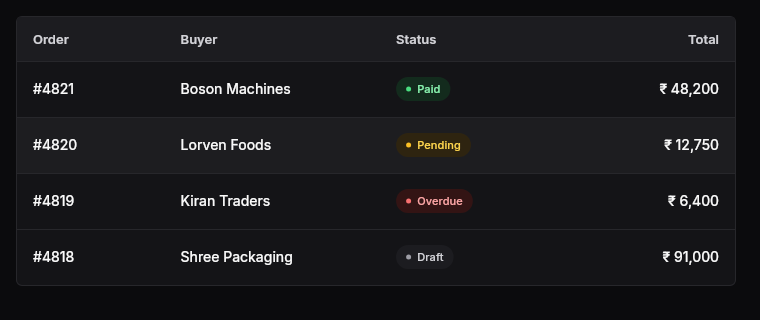 Order Buyer Status Total
#4821 Boson Machines Paid ₹ 48,200
#4820 Lorven Foods Pending ₹ 12,750
#4819 Kiran Traders Overdue ₹ 6,400
#4818 Shree Packaging Draft ₹ 91,000